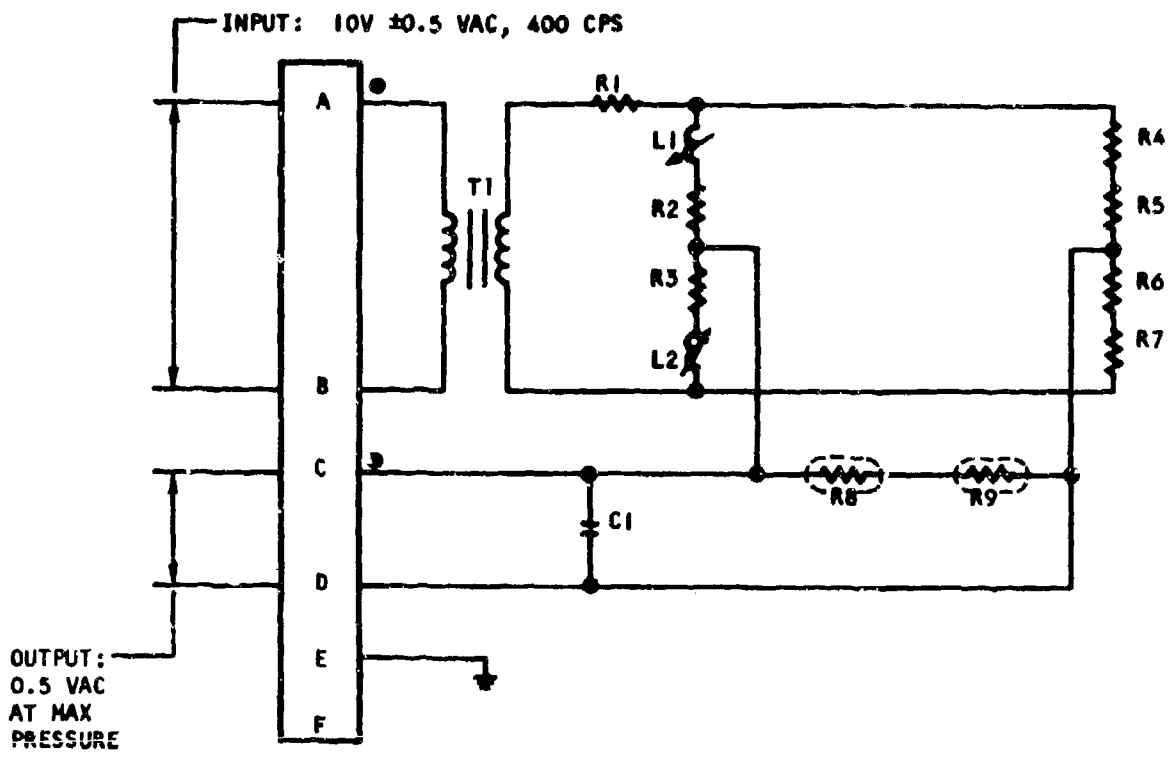 INPUT: 10V ±0.5 VAC, 400 CPS
A
R1
L1
R4
T1
R2
R5
R3
R6
L2
R7
B
C
R8
R9
C1
D
OUTPUT:
0.5 VAC
AT MAX
PRESSURE
E
F